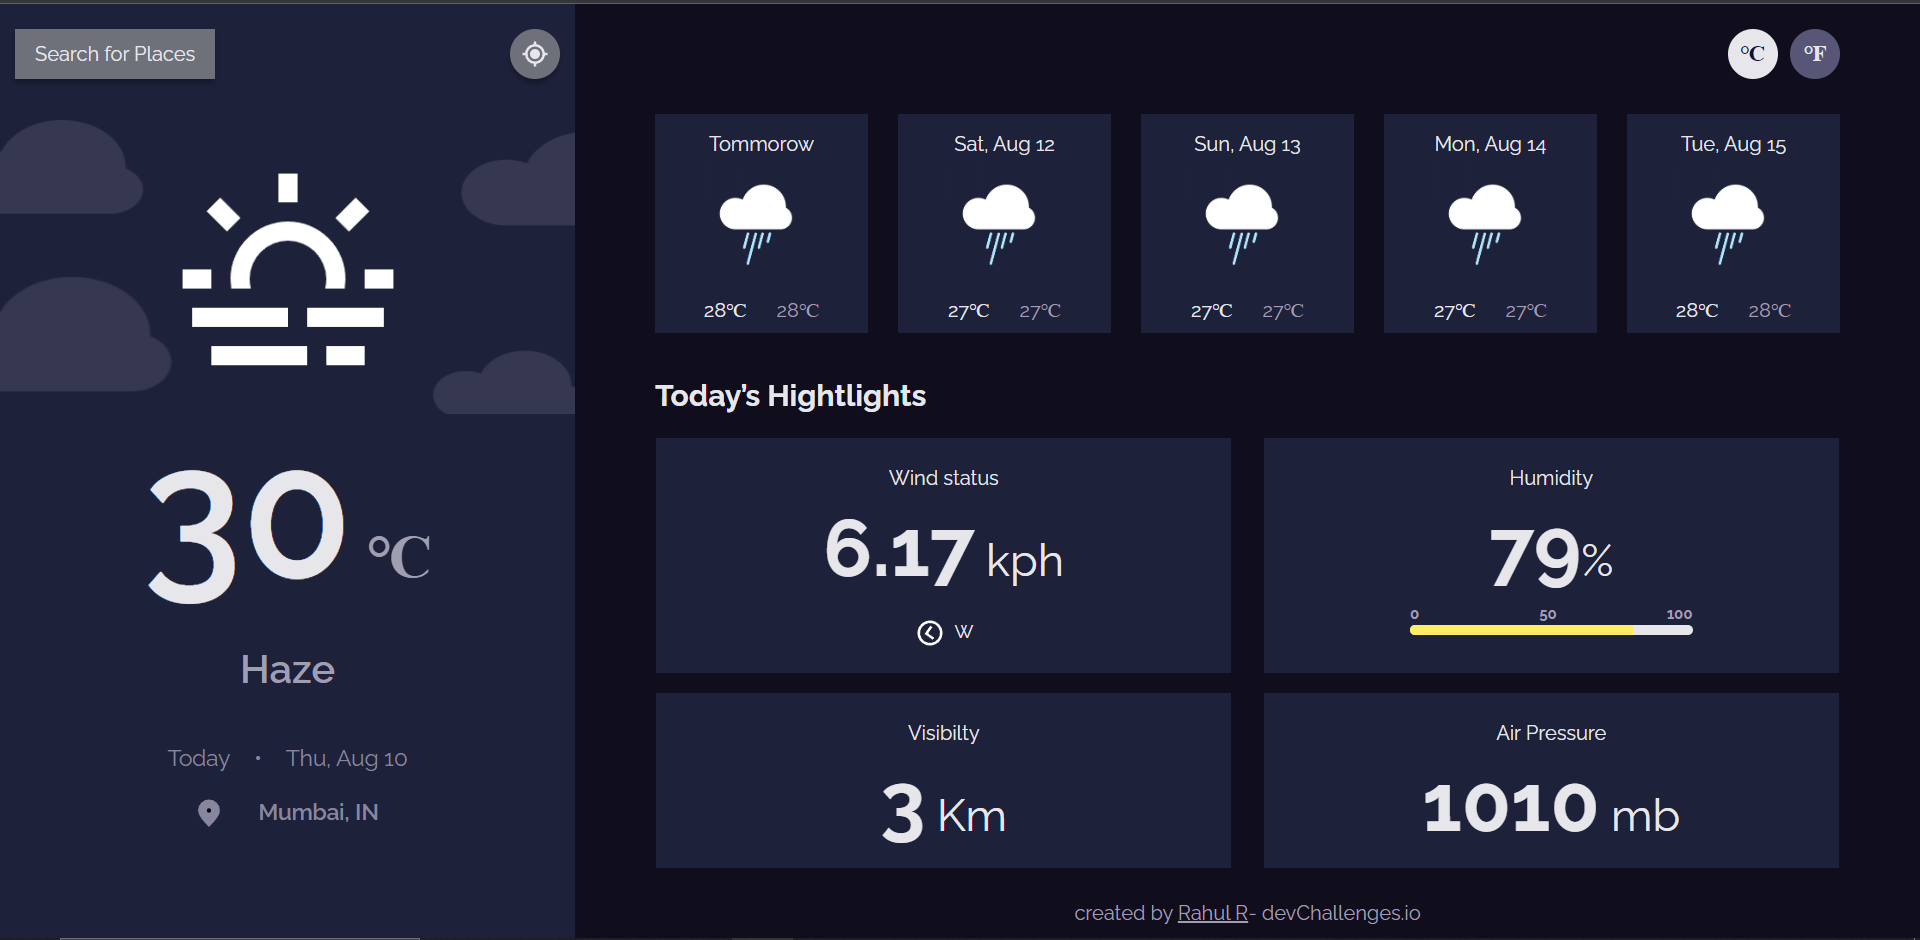 Search for Places
30 °C
Haze
Today • Thu, Aug 10
Mumbai, IN
°C °F
Tommorow
28°C 28°C
Sat, Aug 12
27°C 27°C
Sun, Aug 13
27°C 27°C
Mon, Aug 14
27°C 27°C
Tue, Aug 15
28°C 28°C
Today’s Hightlights
Wind status
6.17 kph
W
Humidity
79%
0 50 100
Visibilty
3 Km
Air Pressure
1010 mb
created by Rahul R- devChallenges.io